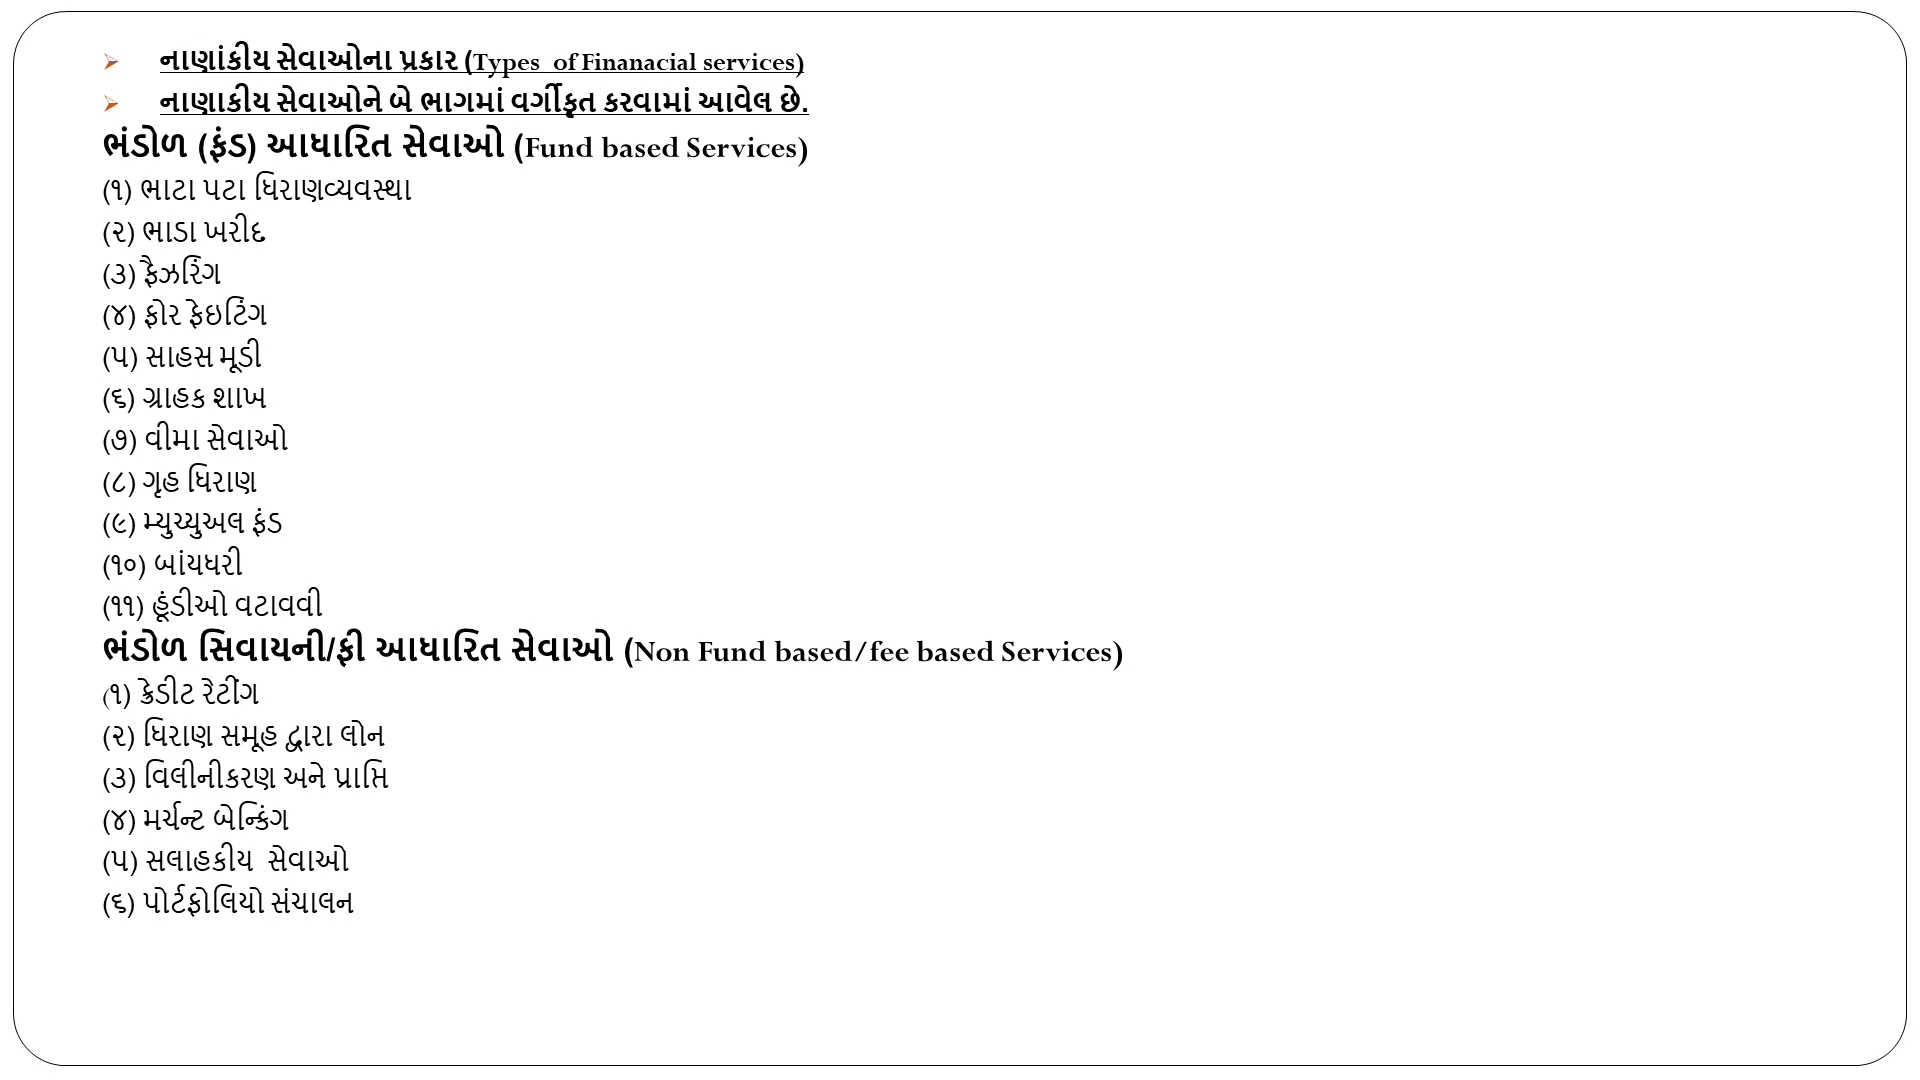 નાણાંકીય સેવાઓના પ્રકાર (Types  of Finanacial services)
નાણાકીય સેવાઓને બે ભાગમાં વર્ગીકૃત કરવામાં આવેલ છે.
ભંડોળ (ફંડ) આધારિત સેવાઓ (Fund based Services)
(૧) ભાટા પટા ધિરાણવ્યવસ્થા
(૨) ભાડા ખરીદ
(૩) ફૈઝરિંગ
(૪) ફોર ફેઇટિંગ
(૫) સાહસ મૂડી
(૬) ગ્રાહક શાખ
(૭) વીમા સેવાઓ
(૮) ગૃહ ધિરાણ
(૯) મ્યુચ્યુઅલ ફંડ
(૧૦) બાંયધરી
(૧૧) હૂંડીઓ વટાવવી
ભંડોળ સિવાયની/ફી આધારિત સેવાઓ (Non Fund based/fee based Services)
(૧) ક્રેડીટ રેટીંગ
(૨) ધિરાણ સમૂહ દ્વારા લોન
(૩) વિલીનીકરણ અને પ્રાપ્તિ
(૪) મર્ચન્ટ બેન્કિંગ
(૫) સલાહકીય  સેવાઓ
(૬) પોર્ટફોલિયો સંચાલન